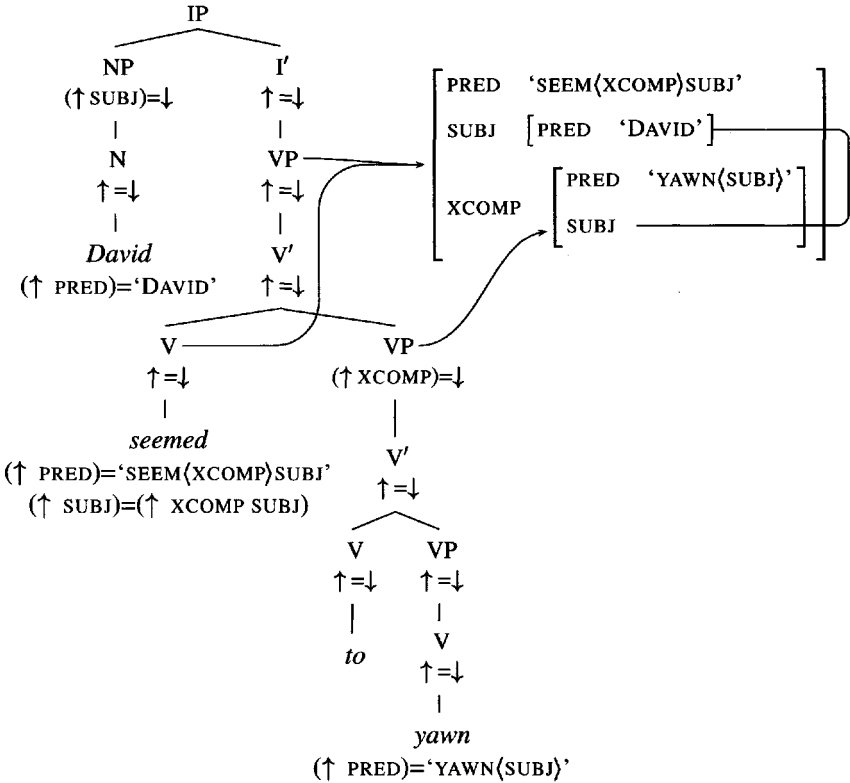 IP
NP I′
(↑ SUBJ)=↓ ↑=↓
N VP
↑=↓ ↑=↓
David V′
(↑ PRED)=‘DAVID’ ↑=↓
V VP
↑=↓ (↑ XCOMP)=↓
seemed
(↑ PRED)=‘SEEM⟨XCOMP⟩SUBJ’
(↑ SUBJ)=(↑ XCOMP SUBJ)
V′
↑=↓
V VP
↑=↓ ↑=↓
to V
↑=↓
yawn
(↑ PRED)=‘YAWN⟨SUBJ⟩’
PRED ‘SEEM⟨XCOMP⟩SUBJ’
SUBJ [PRED ‘DAVID’]
XCOMP [PRED ‘YAWN⟨SUBJ⟩’
SUBJ]